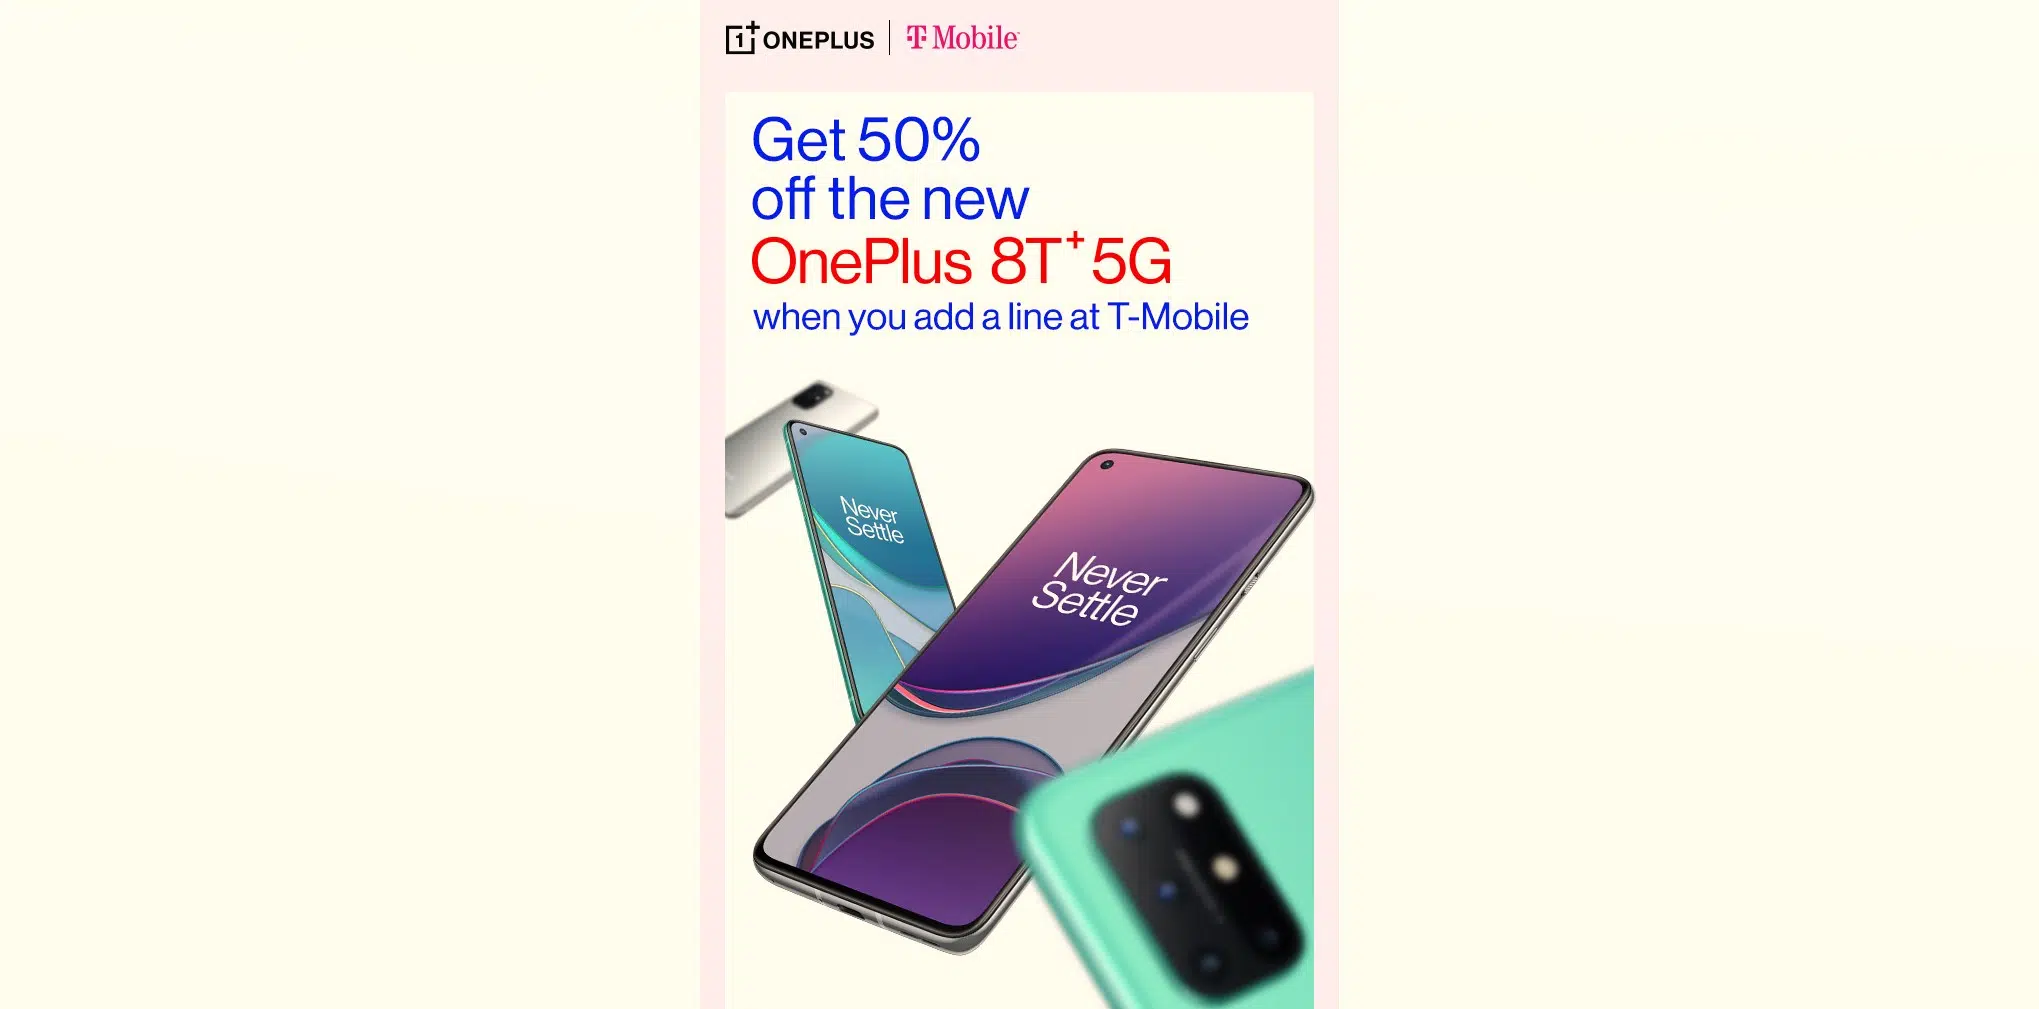 1+ ONEPLUS | T Mobile
Get 50%
off the new
OnePlus 8T⁺ 5G
when you add a line at T-Mobile
Never
Settle
Never
Settle